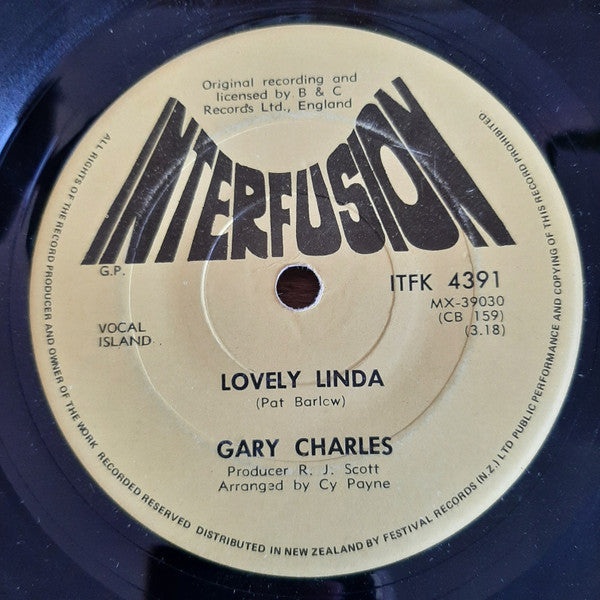 Original recording and
licensed by B & C
Records Ltd., England
INTERFUSION
G.P.
ITFK 4391
MX-39030
(CB 159)
(3.18)
VOCAL
ISLAND
LOVELY LINDA
(Pat Barlow)
GARY CHARLES
Producer R. J. Scott
Arranged by Cy Payne
ALL RIGHTS OF THE RECORD PRODUCER AND OWNER OF THE WORK RECORDED RESERVED DISTRIBUTED IN NEW ZEALAND BY FESTIVAL RECORDS (N.Z.) LTD PUBLIC PERFORMANCE AND COPYING OF THIS RECORD PROHIBITED.